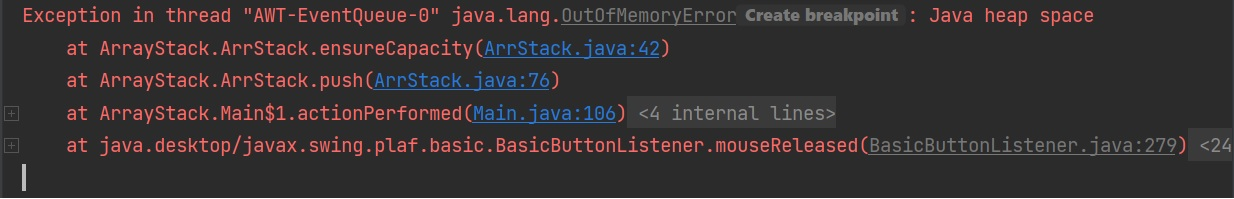 Exception in thread "AWT-EventQueue-0" java.lang.OutOfMemoryError Create breakpoint : Java heap space
at ArrayStack.ArrStack.ensureCapacity(ArrStack.java:42)
at ArrayStack.ArrStack.push(ArrStack.java:76)
at ArrayStack.Main$1.actionPerformed(Main.java:106) <4 internal lines>
at java.desktop/javax.swing.plaf.basic.BasicButtonListener.mouseReleased(BasicButtonListener.java:279) <24